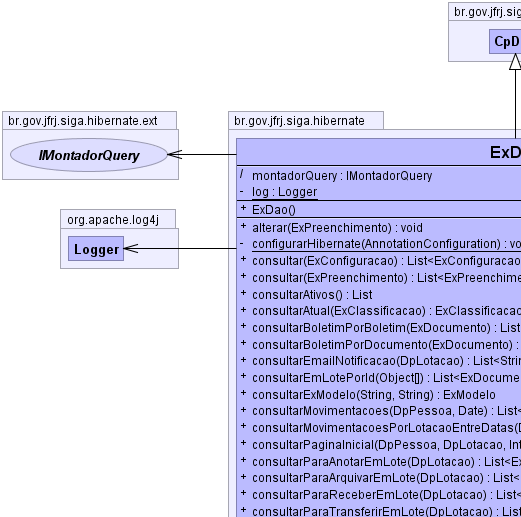 br.gov.jfrj.siga.
CpD
br.gov.jfrj.siga.hibernate.ext
IMontadorQuery
br.gov.jfrj.siga.hibernate
ExD
/ montadorQuery : IMontadorQuery
- log : Logger
+ ExDao()
org.apache.log4j
Logger
+ alterar(ExPreenchimento) : void
- configurarHibernate(AnnotationConfiguration) : vo
+ consultar(ExConfiguracao) : List<ExConfiguracao
+ consultar(ExPreenchimento) : List<ExPreenchime
+ consultarAtivos() : List
+ consultarAtual(ExClassificacao) : ExClassificaca
+ consultarBoletimPorBoletim(ExDocumento) : List
+ consultarBoletimPorDocumento(ExDocumento) :
+ consultarEmailNotificacao(DpLotacao) : List<Strin
+ consultarEmLotePorId(Object[]) : List<ExDocume
+ consultarExModelo(String, String) : ExModelo
+ consultarMovimentacoes(DpPessoa, Date) : List<
+ consultarMovimentacoesPorLotacaoEntreDatas(D
+ consultarPaginaInicial(DpPessoa, DpLotacao, Int
+ consultarParaAnotarEmLote(DpLotacao) : List<Ex
+ consultarParaArquivarEmLote(DpLotacao) : List<
+ consultarParaReceberEmLote(DpLotacao) : List<
+ consultarParaTransferirEmLote(DpLotacao) : List